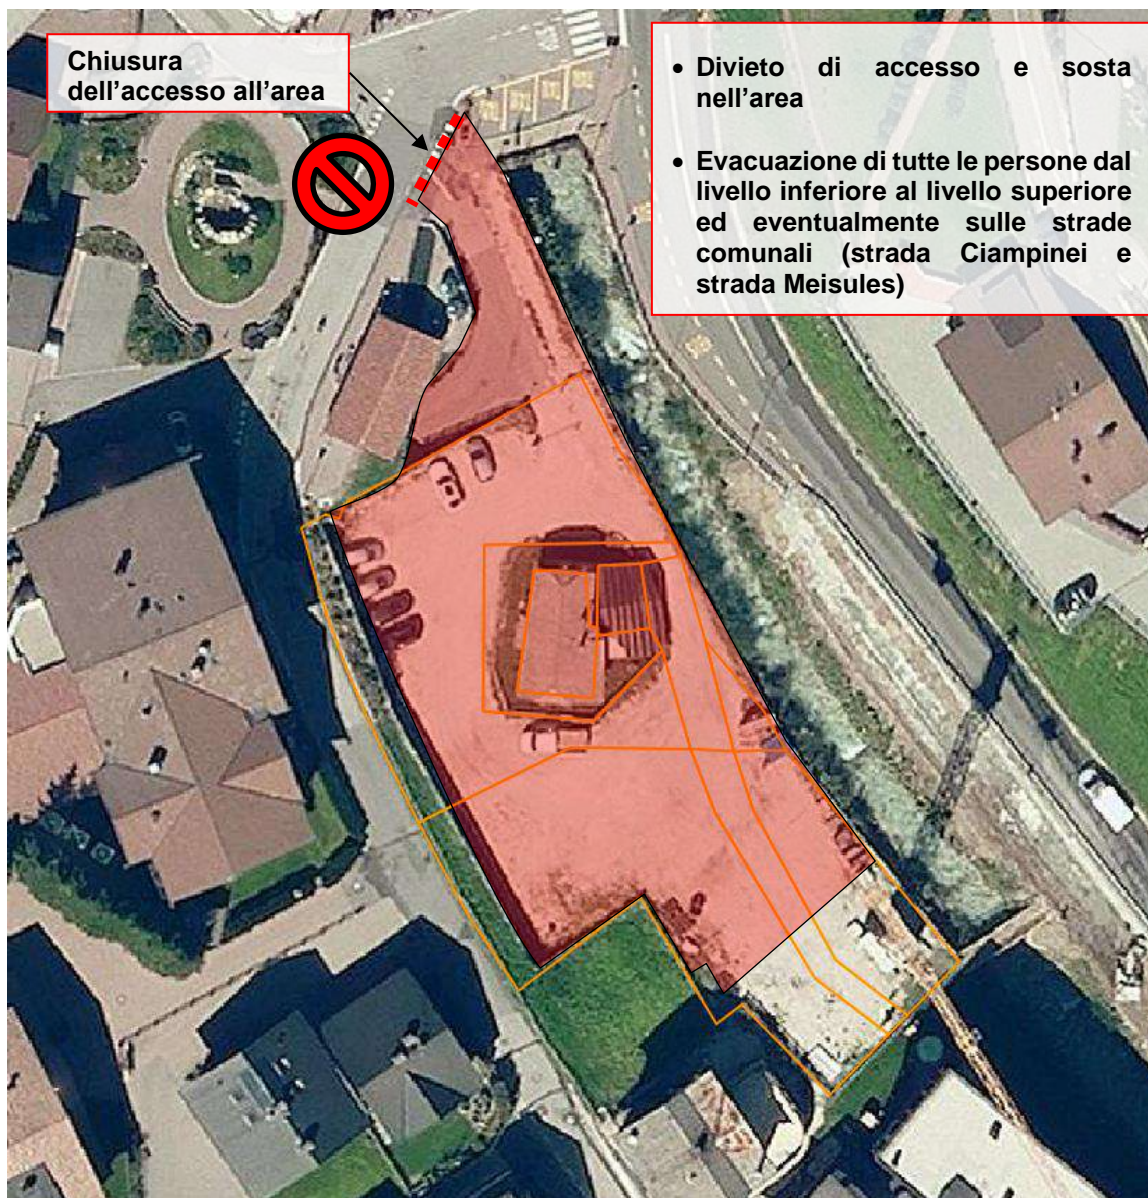 Chiusura
dell’accesso all’area
• Divieto di accesso e sosta
nell’area
• Evacuazione di tutte le persone dal
livello inferiore al livello superiore
ed eventualmente sulle strade
comunali (strada Ciampinei e
strada Meisules)